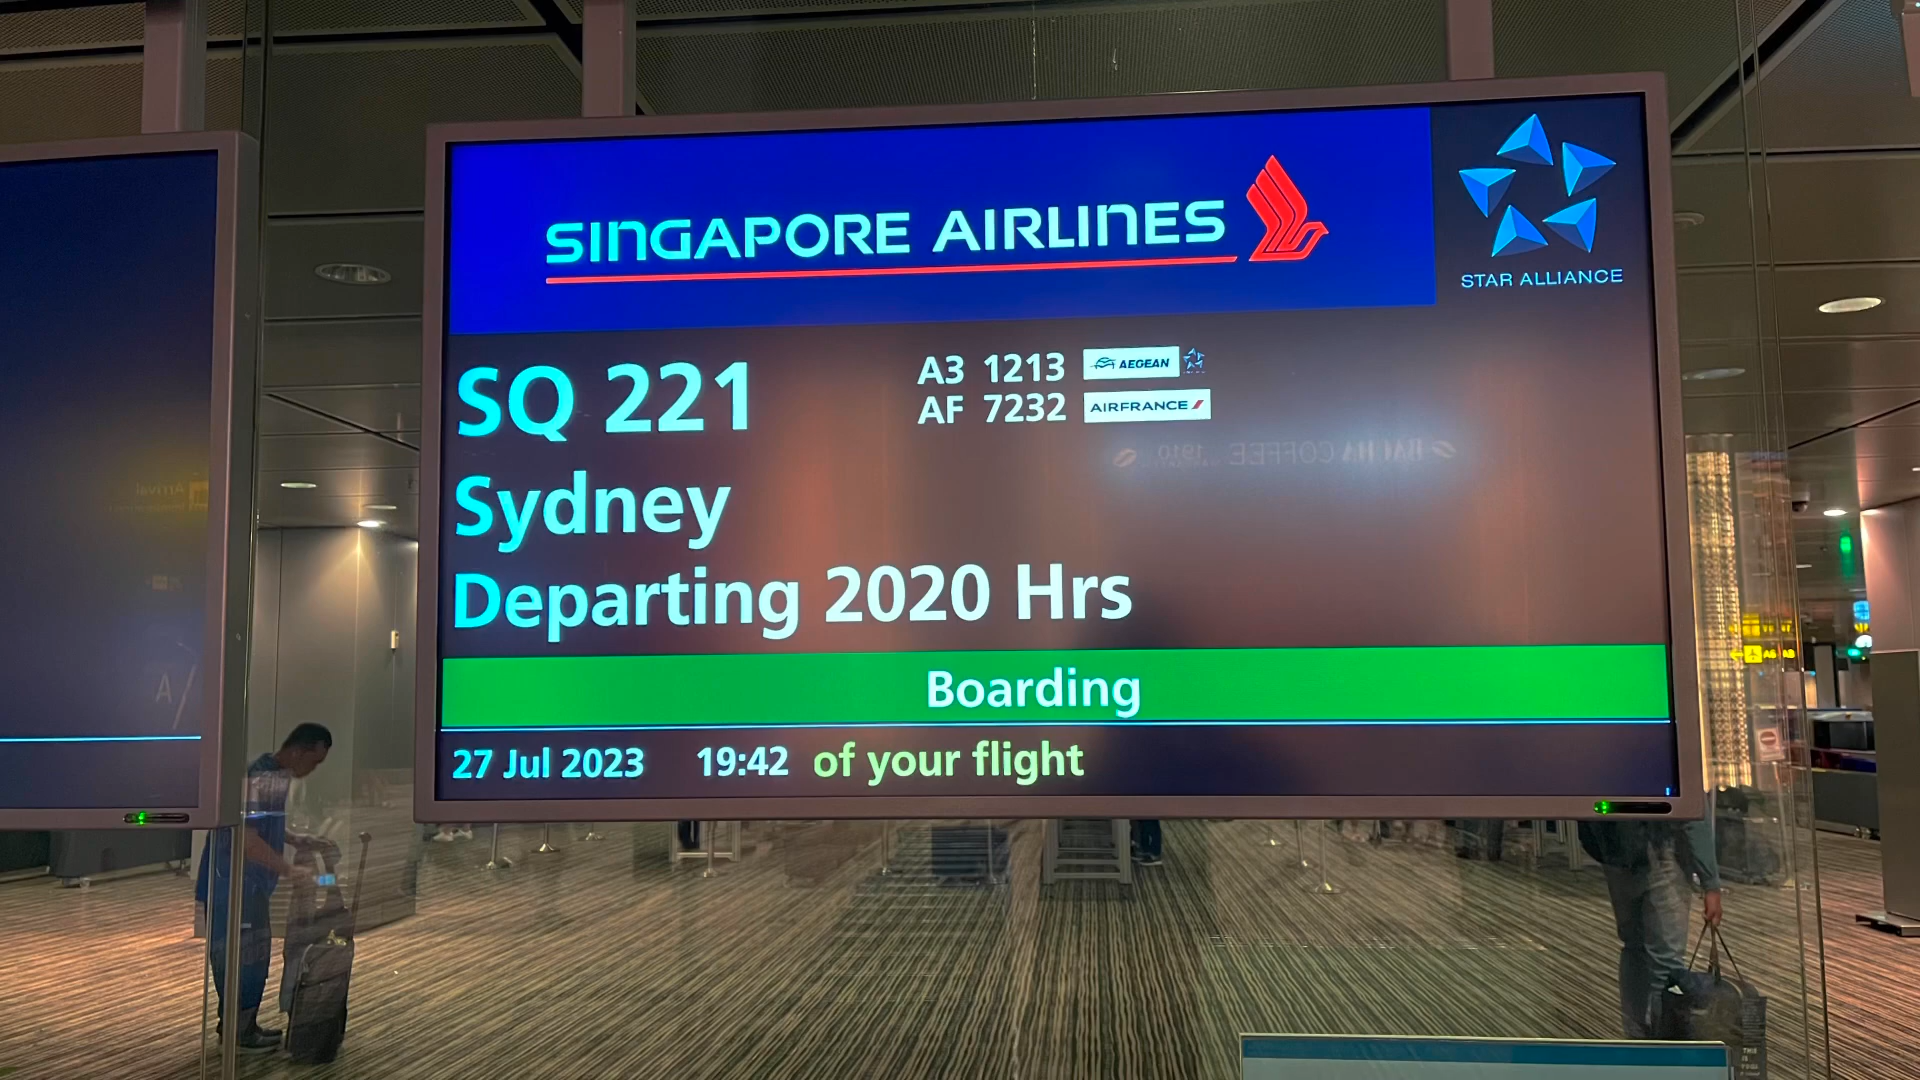 SINGAPORE AIRLINES
STAR ALLIANCE
SQ 221
A3 1213 AEGEAN
AF 7232 AIRFRANCE
Sydney
Departing 2020 Hrs
Boarding
27 Jul 2023 19:42 of your flight